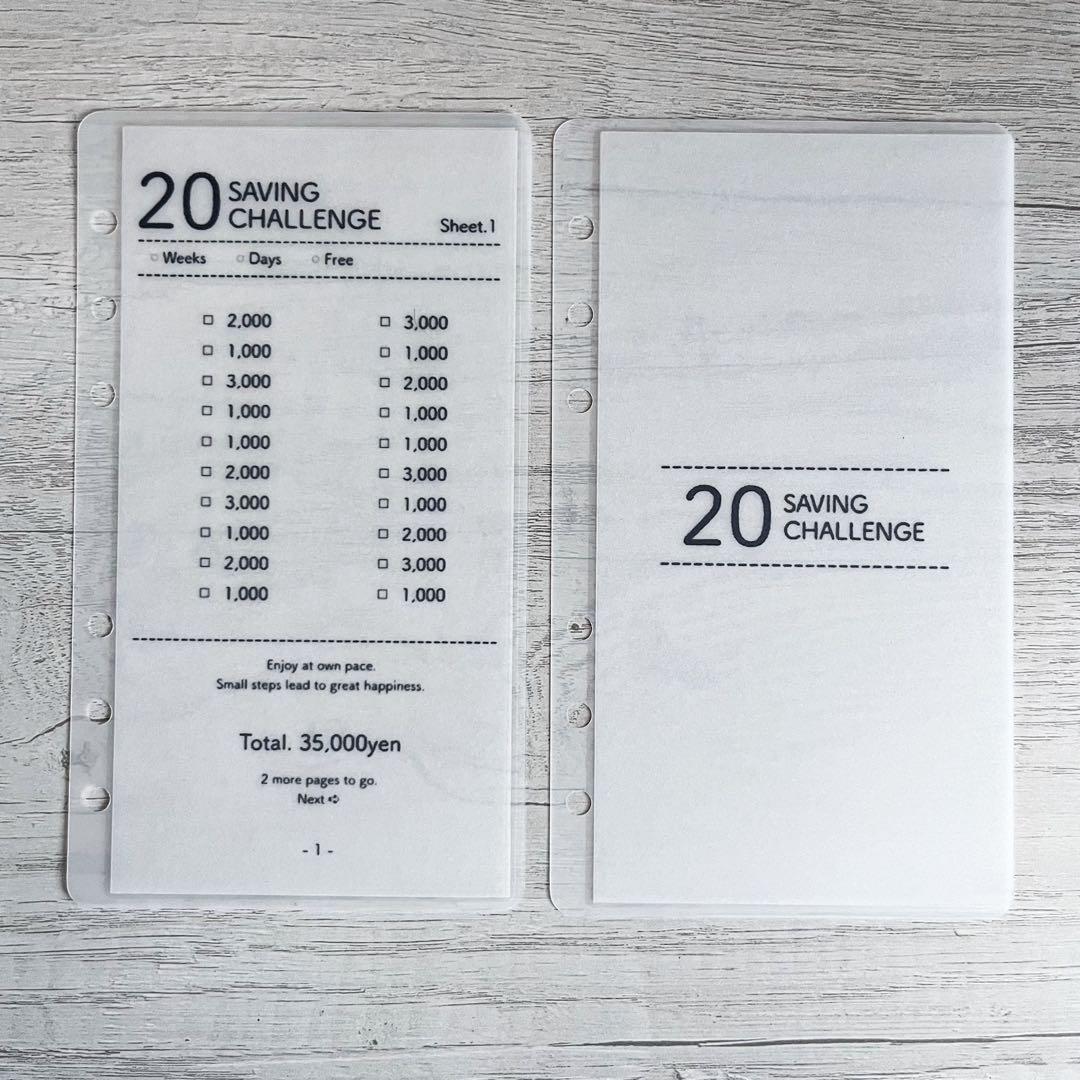 20 SAVING
CHALLENGE
Sheet.1
Weeks Days Free
2,000 3,000
1,000 1,000
3,000 2,000
1,000 1,000
1,000 1,000
2,000 3,000
3,000 1,000
1,000 2,000
2,000 3,000
1,000 1,000
Enjoy at own pace.
Small steps lead to great happiness.
Total. 35,000yen
2 more pages to go.
Next ➪
- 1 -
20 SAVING
CHALLENGE